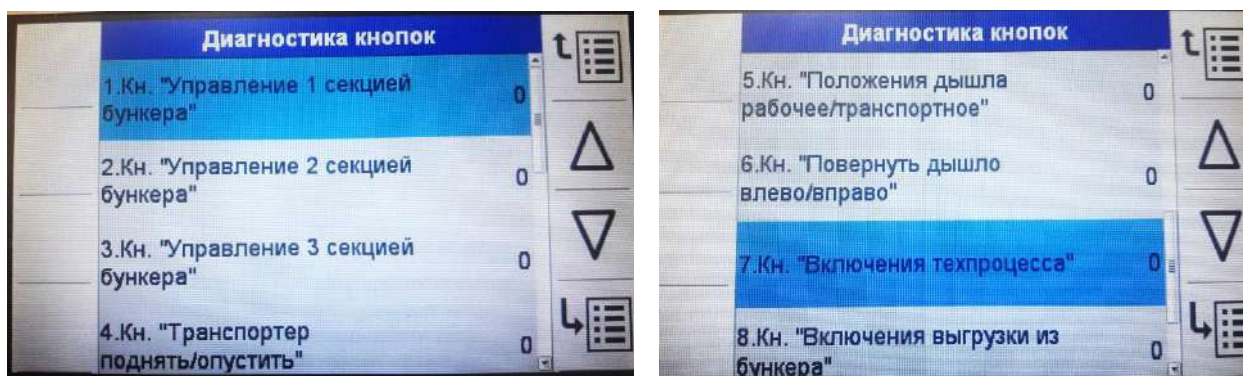 Диагностика кнопок
1.Кн. "Управление 1 секцией
бункера" 0
2.Кн. "Управление 2 секцией
бункера" 0
3.Кн. "Управление 3 секцией
бункера" 0
4.Кн. "Транспортер
поднять/опустить" 0
Диагностика кнопок
5.Кн. "Положения дышла
рабочее/транспортное" 0
6.Кн. "Повернуть дышло
влево/вправо" 0
7.Кн. "Включения техпроцесса" 0
8.Кн. "Включения выгрузки из
бункера" 0